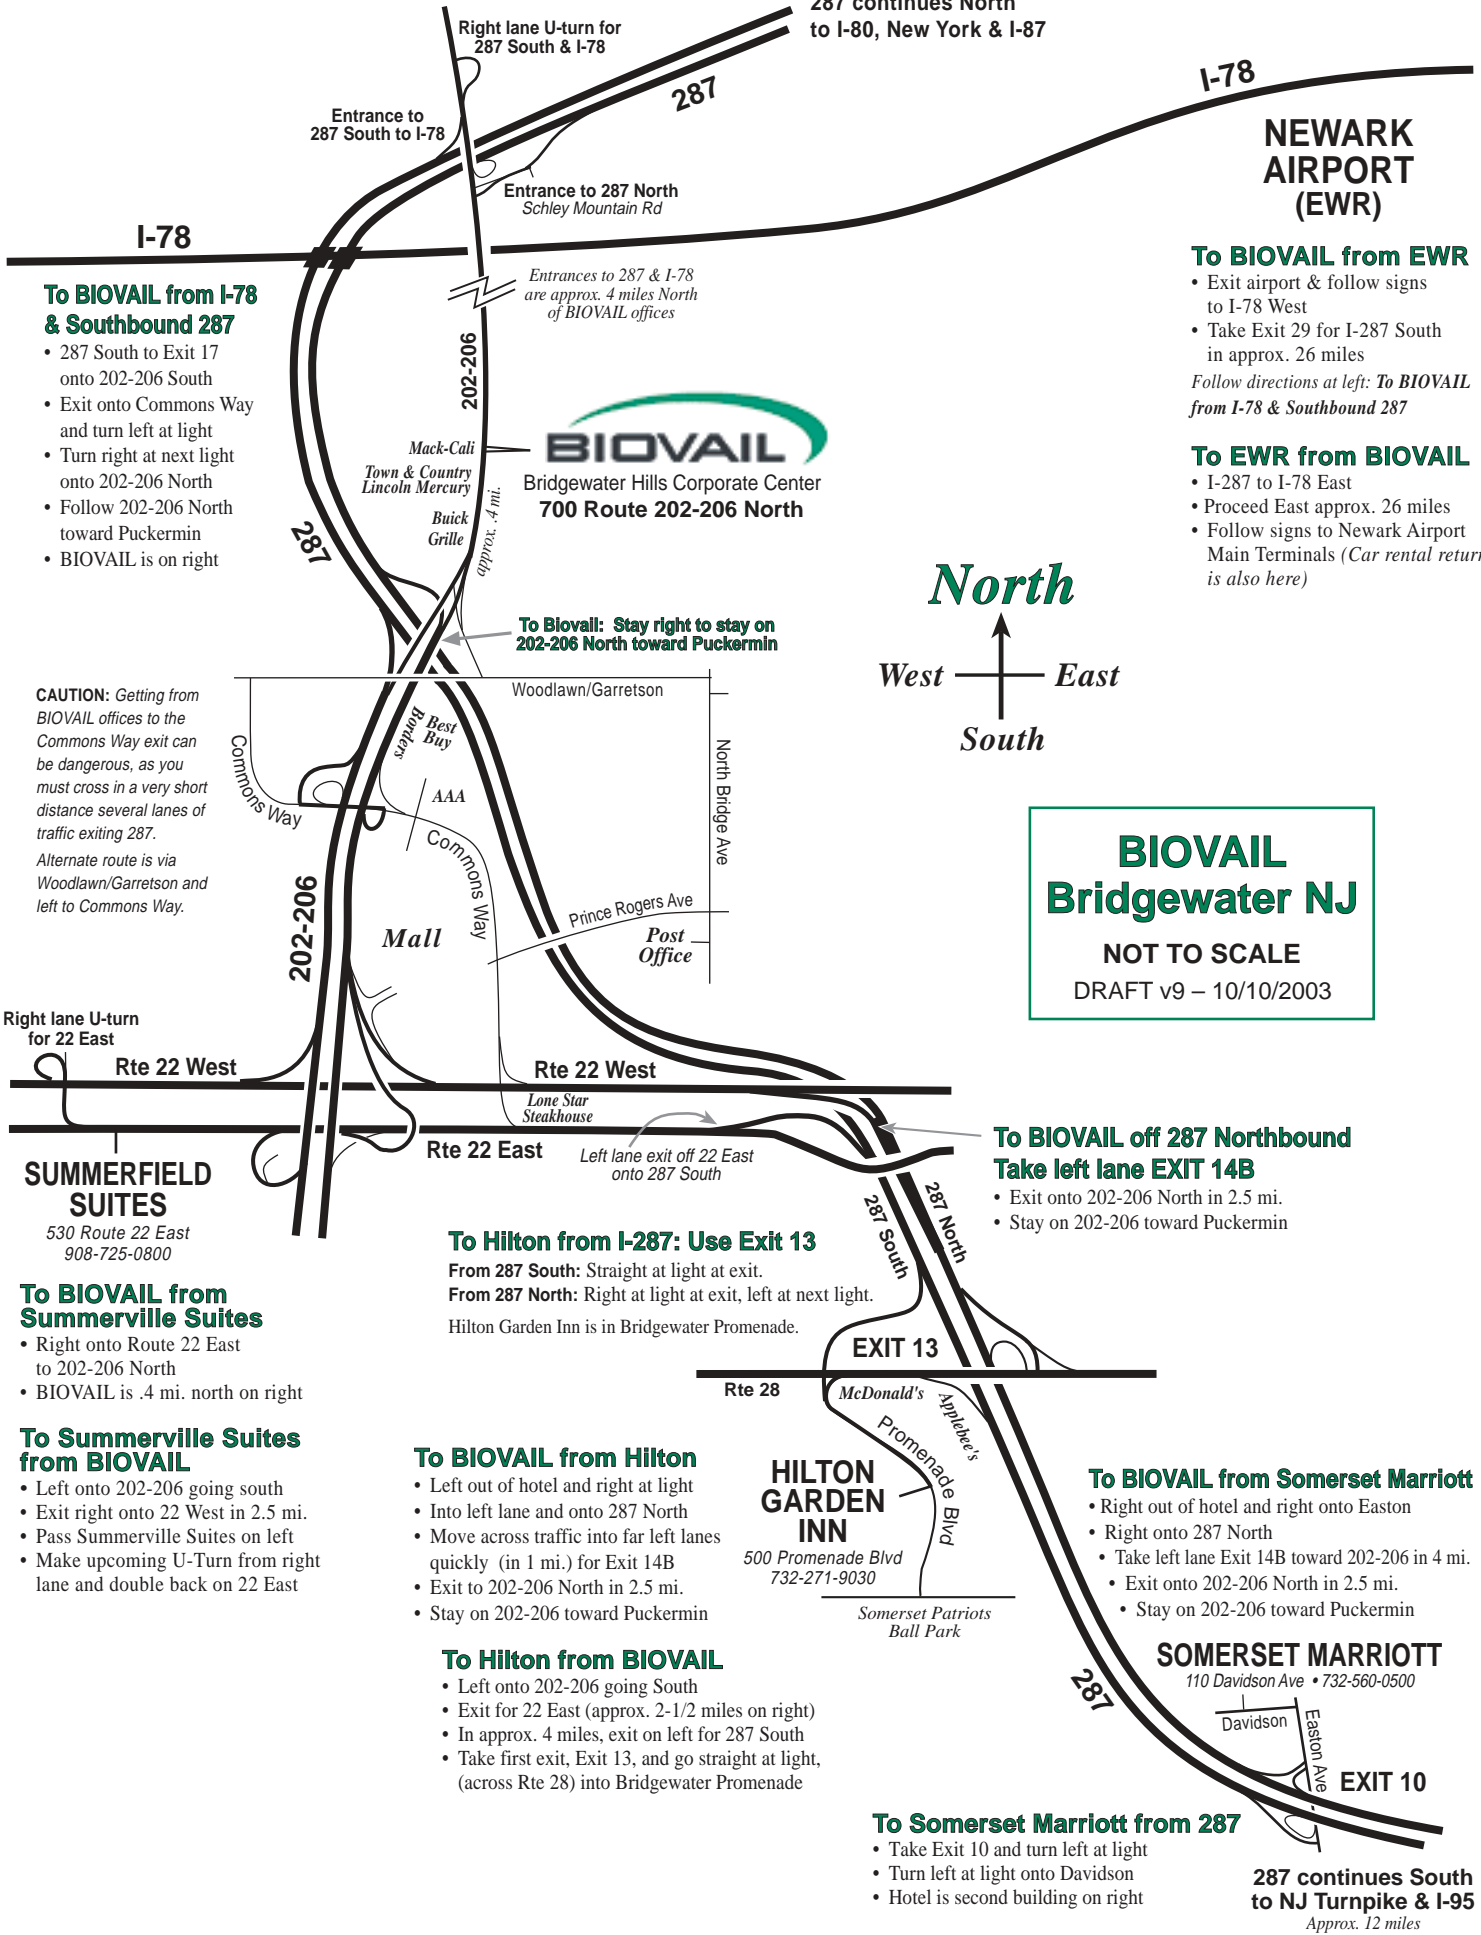 287 continues North
to I-80, New York & I-87
Right lane U-turn for
287 South & I-78
287
I-78
Entrance to
287 South to I-78
Entrance to 287 North
Schley Mountain Rd
NEWARK
AIRPORT
(EWR)
I-78
To BIOVAIL from EWR
• Exit airport & follow signs
to I-78 West
• Take Exit 29 for I-287 South
in approx. 26 miles
Follow directions at left: To BIOVAIL
from I-78 & Southbound 287
Entrances to 287 & I-78
are approx. 4 miles North
of BIOVAIL offices
To BIOVAIL from I-78
& Southbound 287
• 287 South to Exit 17
onto 202-206 South
• Exit onto Commons Way
and turn left at light
• Turn right at next light
onto 202-206 North
• Follow 202-206 North
toward Puckermin
• BIOVAIL is on right
202-206
Mack-Cali
Town & Country
Lincoln Mercury
Buick
Grille
approx. .4 mi.
BIOVAIL
Bridgewater Hills Corporate Center
700 Route 202-206 North
To EWR from BIOVAIL
• I-287 to I-78 East
• Proceed East approx. 26 miles
• Follow signs to Newark Airport
Main Terminals (Car rental return
is also here)
287
North
West
East
South
To Biovail: Stay right to stay on
202-206 North toward Puckermin
Woodlawn/Garretson
CAUTION: Getting from
BIOVAIL offices to the
Commons Way exit can
be dangerous, as you
must cross in a very short
distance several lanes of
traffic exiting 287.
Alternate route is via
Woodlawn/Garretson and
left to Commons Way.
Commons Way
Borders
Best
Buy
AAA
Commons Way
North Bridge Ave
BIOVAIL
Bridgewater NJ
NOT TO SCALE
DRAFT v9 – 10/10/2003
202-206
Mall
Prince Rogers Ave
Post
Office
Right lane U-turn
for 22 East
Rte 22 West
Rte 22 West
Lone Star
Steakhouse
Rte 22 East
Left lane exit off 22 East
onto 287 South
To BIOVAIL off 287 Northbound
Take left lane EXIT 14B
• Exit onto 202-206 North in 2.5 mi.
• Stay on 202-206 toward Puckermin
SUMMERFIELD
SUITES
530 Route 22 East
908-725-0800
287 South
287 North
To Hilton from I-287: Use Exit 13
From 287 South: Straight at light at exit.
From 287 North: Right at light at exit, left at next light.
Hilton Garden Inn is in Bridgewater Promenade.
To BIOVAIL from
Summerville Suites
• Right onto Route 22 East
to 202-206 North
• BIOVAIL is .4 mi. north on right
EXIT 13
Rte 28
McDonald's
Applebee's
Promenade Blvd
To Summerville Suites
from BIOVAIL
• Left onto 202-206 going south
• Exit right onto 22 West in 2.5 mi.
• Pass Summerville Suites on left
• Make upcoming U-Turn from right
lane and double back on 22 East
To BIOVAIL from Hilton
• Left out of hotel and right at light
• Into left lane and onto 287 North
• Move across traffic into far left lanes
quickly (in 1 mi.) for Exit 14B
• Exit to 202-206 North in 2.5 mi.
• Stay on 202-206 toward Puckermin
HILTON
GARDEN
INN
500 Promenade Blvd
732-271-9030
Somerset Patriots
Ball Park
To BIOVAIL from Somerset Marriott
• Right out of hotel and right onto Easton
• Right onto 287 North
• Take left lane Exit 14B toward 202-206 in 4 mi.
• Exit onto 202-206 North in 2.5 mi.
• Stay on 202-206 toward Puckermin
To Hilton from BIOVAIL
• Left onto 202-206 going South
• Exit for 22 East (approx. 2-1/2 miles on right)
• In approx. 4 miles, exit on left for 287 South
• Take first exit, Exit 13, and go straight at light,
(across Rte 28) into Bridgewater Promenade
287
SOMERSET MARRIOTT
110 Davidson Ave • 732-560-0500
Davidson
Easton Ave
EXIT 10
To Somerset Marriott from 287
• Take Exit 10 and turn left at light
• Turn left at light onto Davidson
• Hotel is second building on right
287 continues South
to NJ Turnpike & I-95
Approx. 12 miles